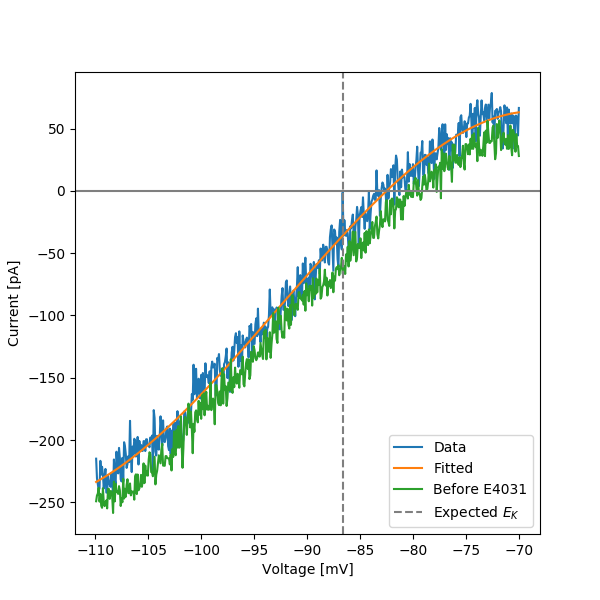 50
0
−50
−100
−150
−200
−250
Current [pA]
Data
Fitted
Before E4031
Expected E_K
−110 −105 −100 −95 −90 −85 −80 −75 −70
Voltage [mV]